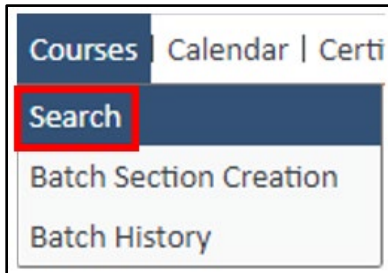 Courses | Calendar | Certi
Search
Batch Section Creation
Batch History